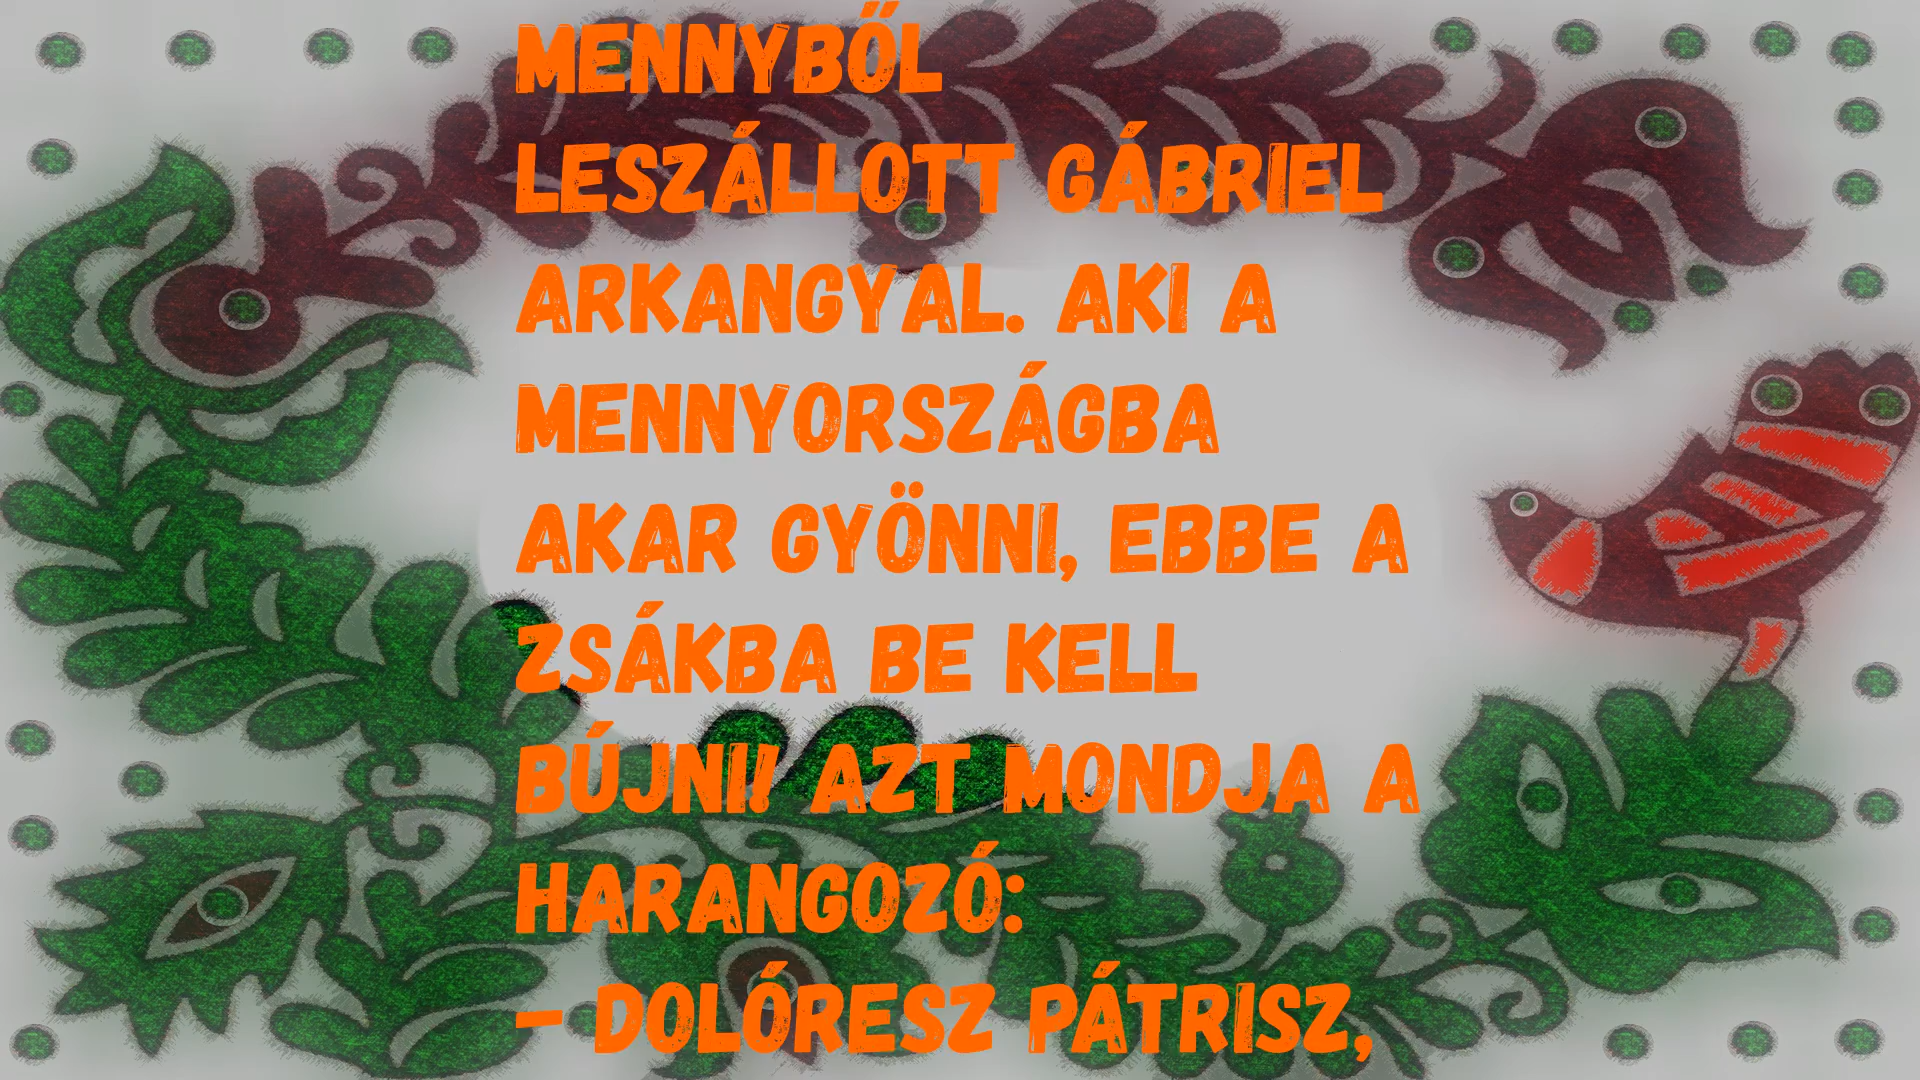 MENNYBŐL
LESZÁLLOTT GÁBRIEL
ARKANGYAL. AKI A
MENNYORSZÁGBA
AKAR GYÖNNI, EBBE A
ZSÁKBA BE KELL
BÚJNI! AZT MONDJA A
HARANGOZÓ:
– DOLÓRESZ PÁTRISZ,